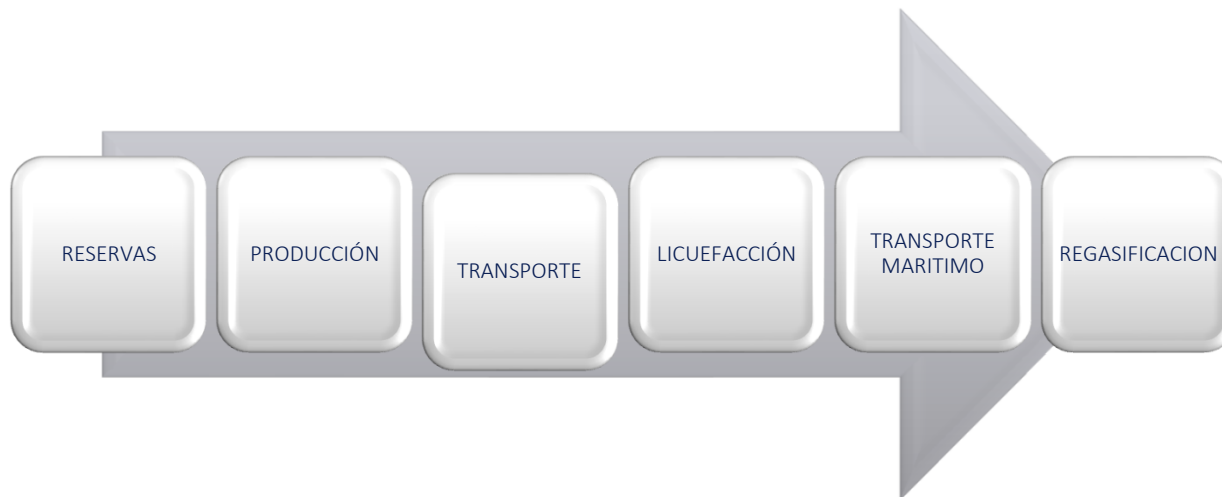 RESERVAS
PRODUCCIÓN
TRANSPORTE
LICUEFACCIÓN
TRANSPORTE
MARITIMO
REGASIFICACION